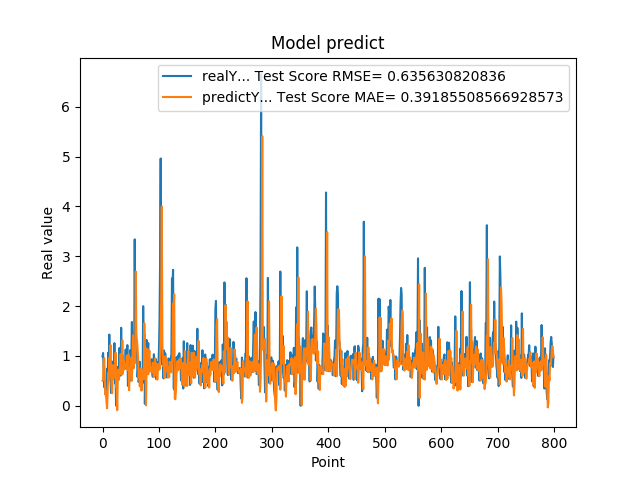 Model predict
realY... Test Score RMSE= 0.635630820836
predictY... Test Score MAE= 0.39185508566928573
Real value
6
5
4
3
2
1
0
0 100 200 300 400 500 600 700 800
Point